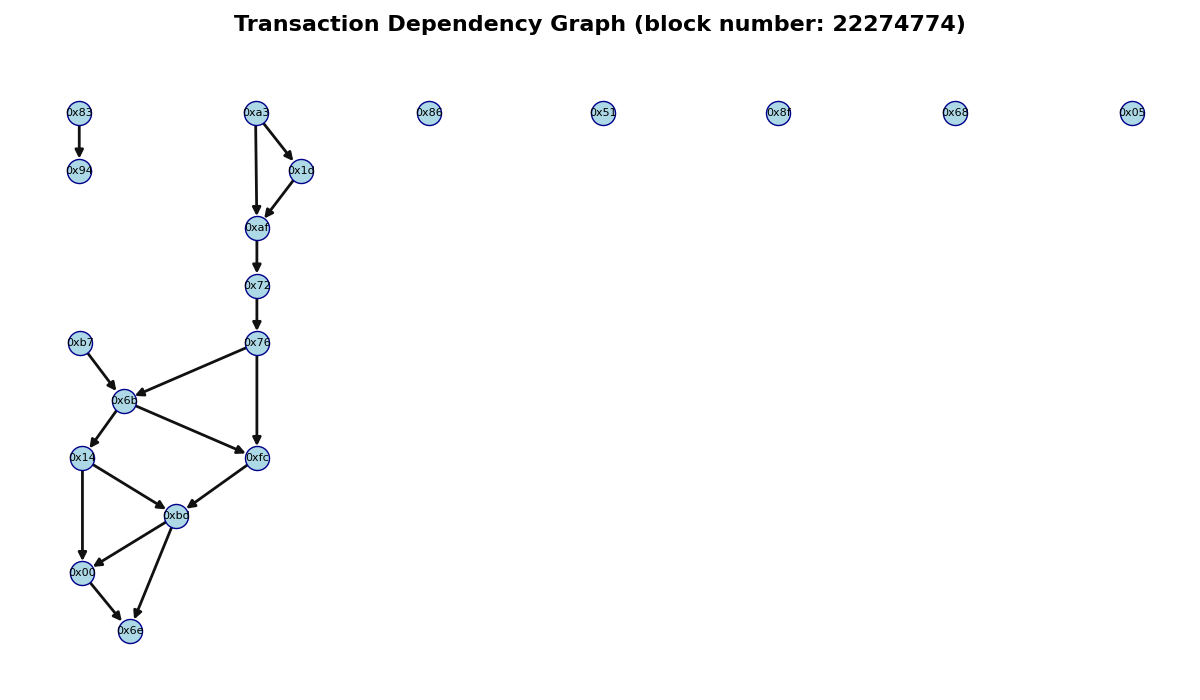 Transaction Dependency Graph (block number: 22274774)
0x83 0xa3 0x86 0x51 0x8f 0x68 0x05
0x94 0x1d
0xaf
0x72
0xb7 0x76
0x6b
0x14 0xfc
0xbd
0x00
0x6e